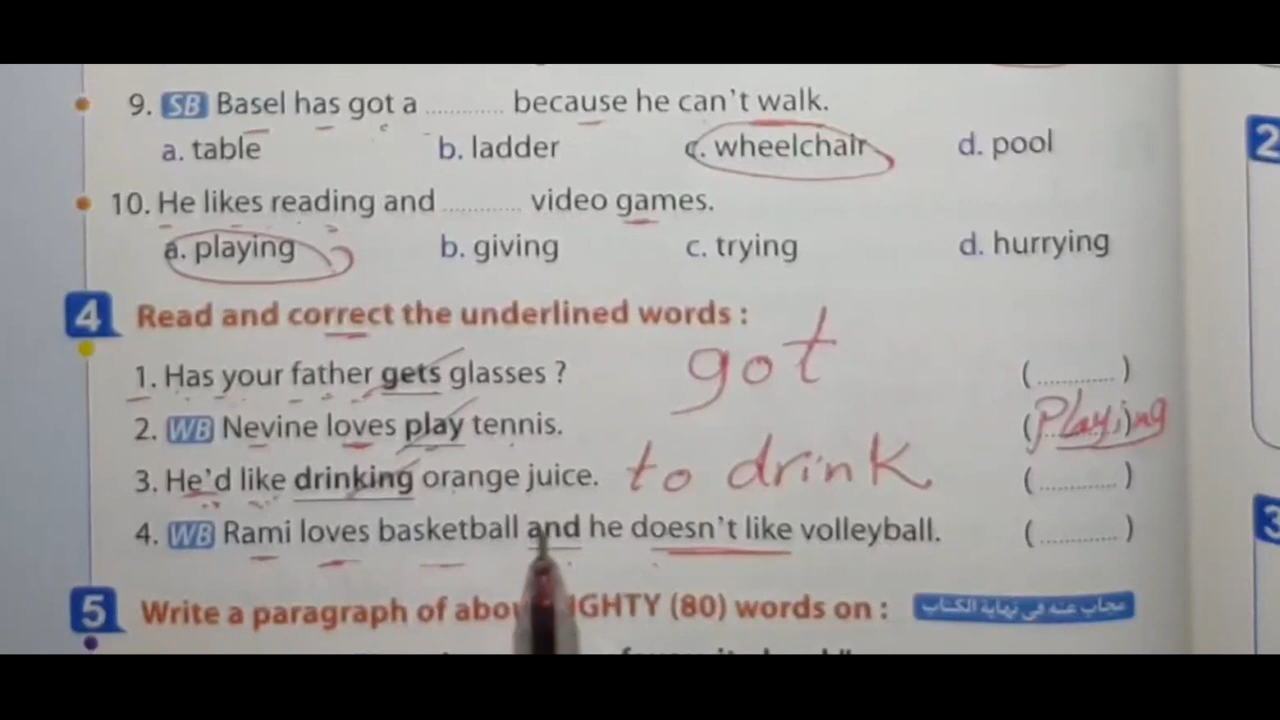 9. SB Basel has got a ............ because he can't walk.
a. table b. ladder c. wheelchair d. pool
10. He likes reading and ............ video games.
a. playing b. giving c. trying d. hurrying
4 Read and correct the underlined words :
got
1. Has your father gets glasses ? (............)
2. WB Nevine loves play tennis. (Playing)
3. He'd like drinking orange juice. to drink (............)
4. WB Rami loves basketball and he doesn't like volleyball. (............)
5 Write a paragraph of abou GHTY (80) words on : مجاب عنه في نهاية الكتاب
2
3